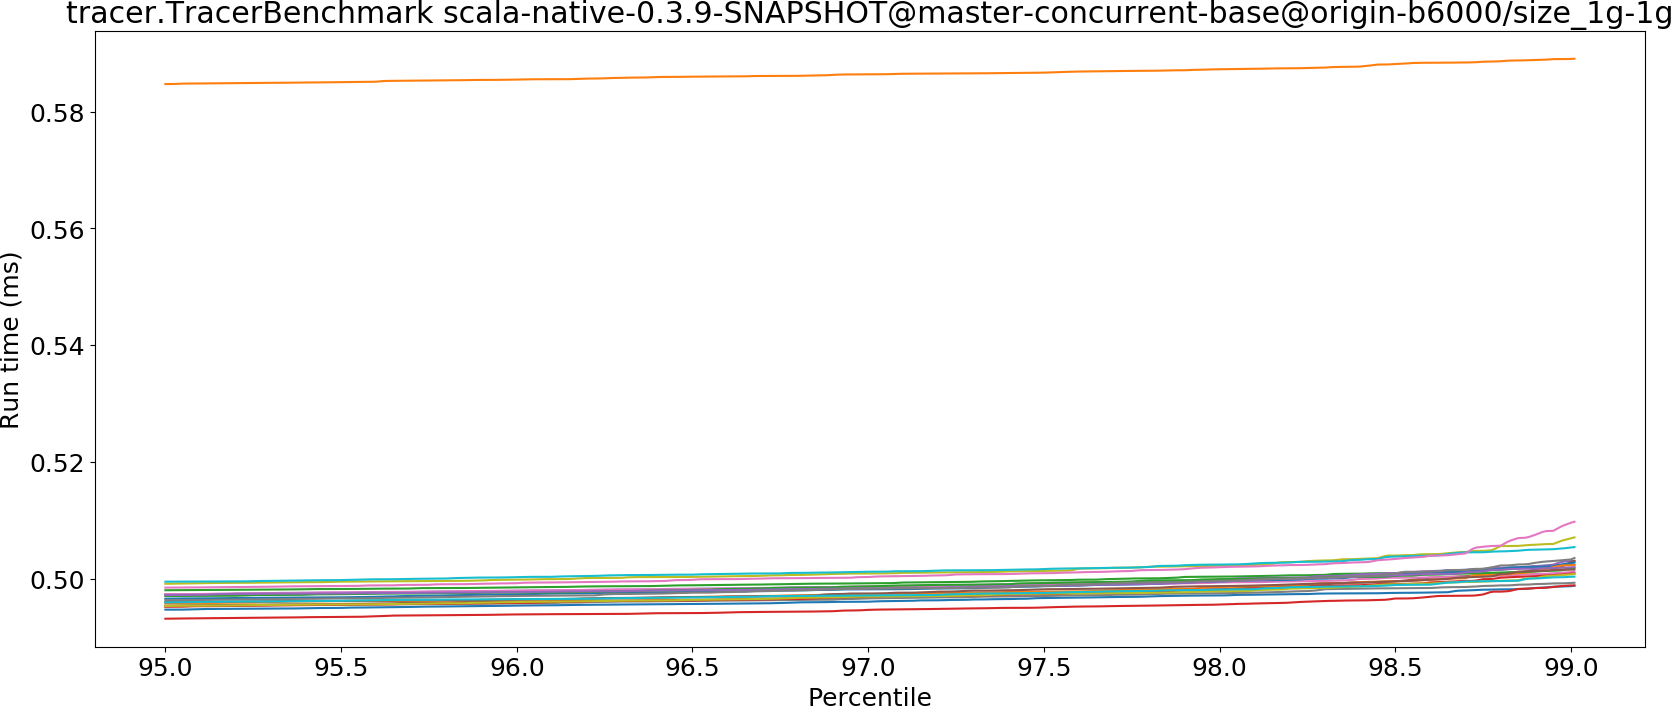 tracer.TracerBenchmark scala-native-0.3.9-SNAPSHOT@master-concurrent-base@origin-b6000/size_1g-1g
0.58
0.56
0.54
0.52
0.50
Run time (ms)
95.0 95.5 96.0 96.5 97.0 97.5 98.0 98.5 99.0
Percentile